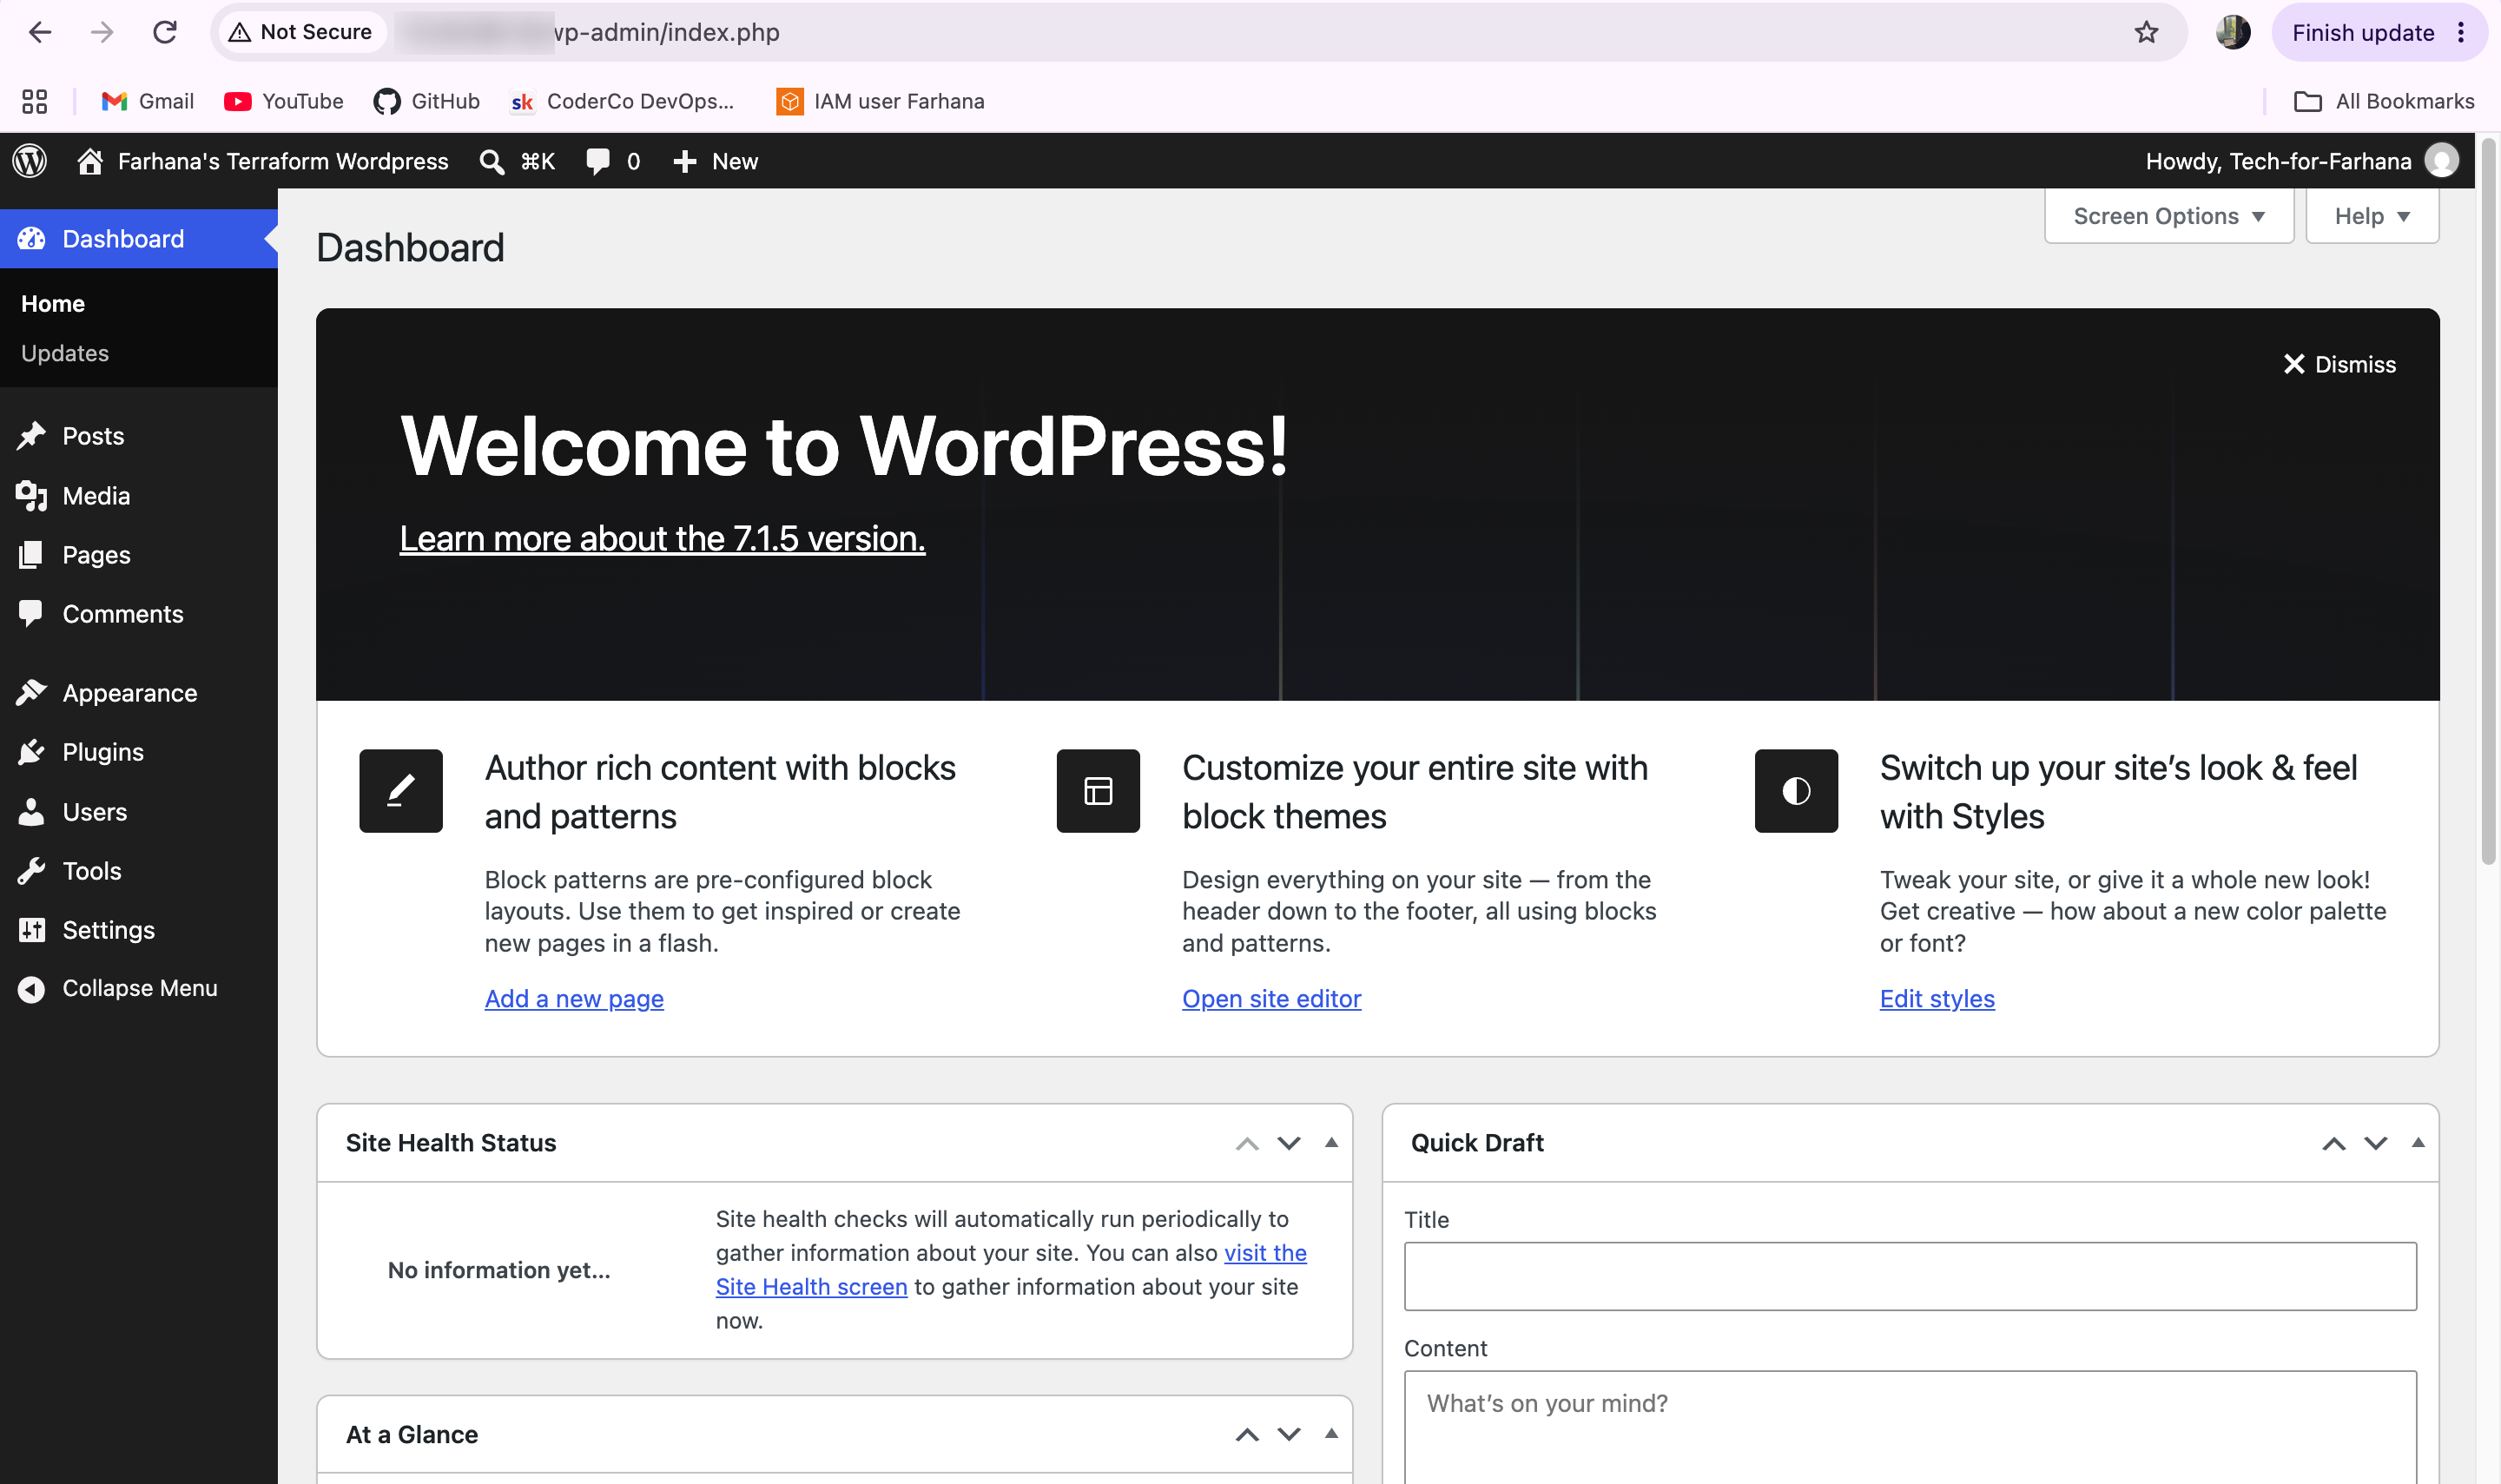 Not Secure
wp-admin/index.php
Finish update
Gmail
YouTube
GitHub
sk
CoderCo DevOps...
IAM user Farhana
All Bookmarks
Farhana's Terraform Wordpress
⌘K
0
New
Howdy, Tech-for-Farhana
Dashboard
Home
Updates
Posts
Media
Pages
Comments
Appearance
Plugins
Users
Tools
Settings
Collapse Menu
Screen Options
Help
Dashboard
Dismiss
Welcome to WordPress!
Learn more about the 7.1.5 version.
Author rich content with blocks
and patterns
Block patterns are pre-configured block
layouts. Use them to get inspired or create
new pages in a flash.
Add a new page
Customize your entire site with
block themes
Design everything on your site — from the
header down to the footer, all using blocks
and patterns.
Open site editor
Switch up your site’s look & feel
with Styles
Tweak your site, or give it a whole new look!
Get creative — how about a new color palette
or font?
Edit styles
Site Health Status
No information yet...
Site health checks will automatically run periodically to
gather information about your site. You can also visit the
Site Health screen to gather information about your site
now.
At a Glance
Quick Draft
Title
Content
What’s on your mind?